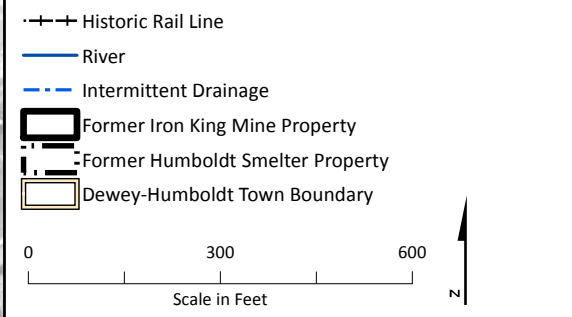 Historic Rail Line
River
Intermittent Drainage
Former Iron King Mine Property
Former Humboldt Smelter Property
Dewey-Humboldt Town Boundary
0 300 600
Scale in Feet
N